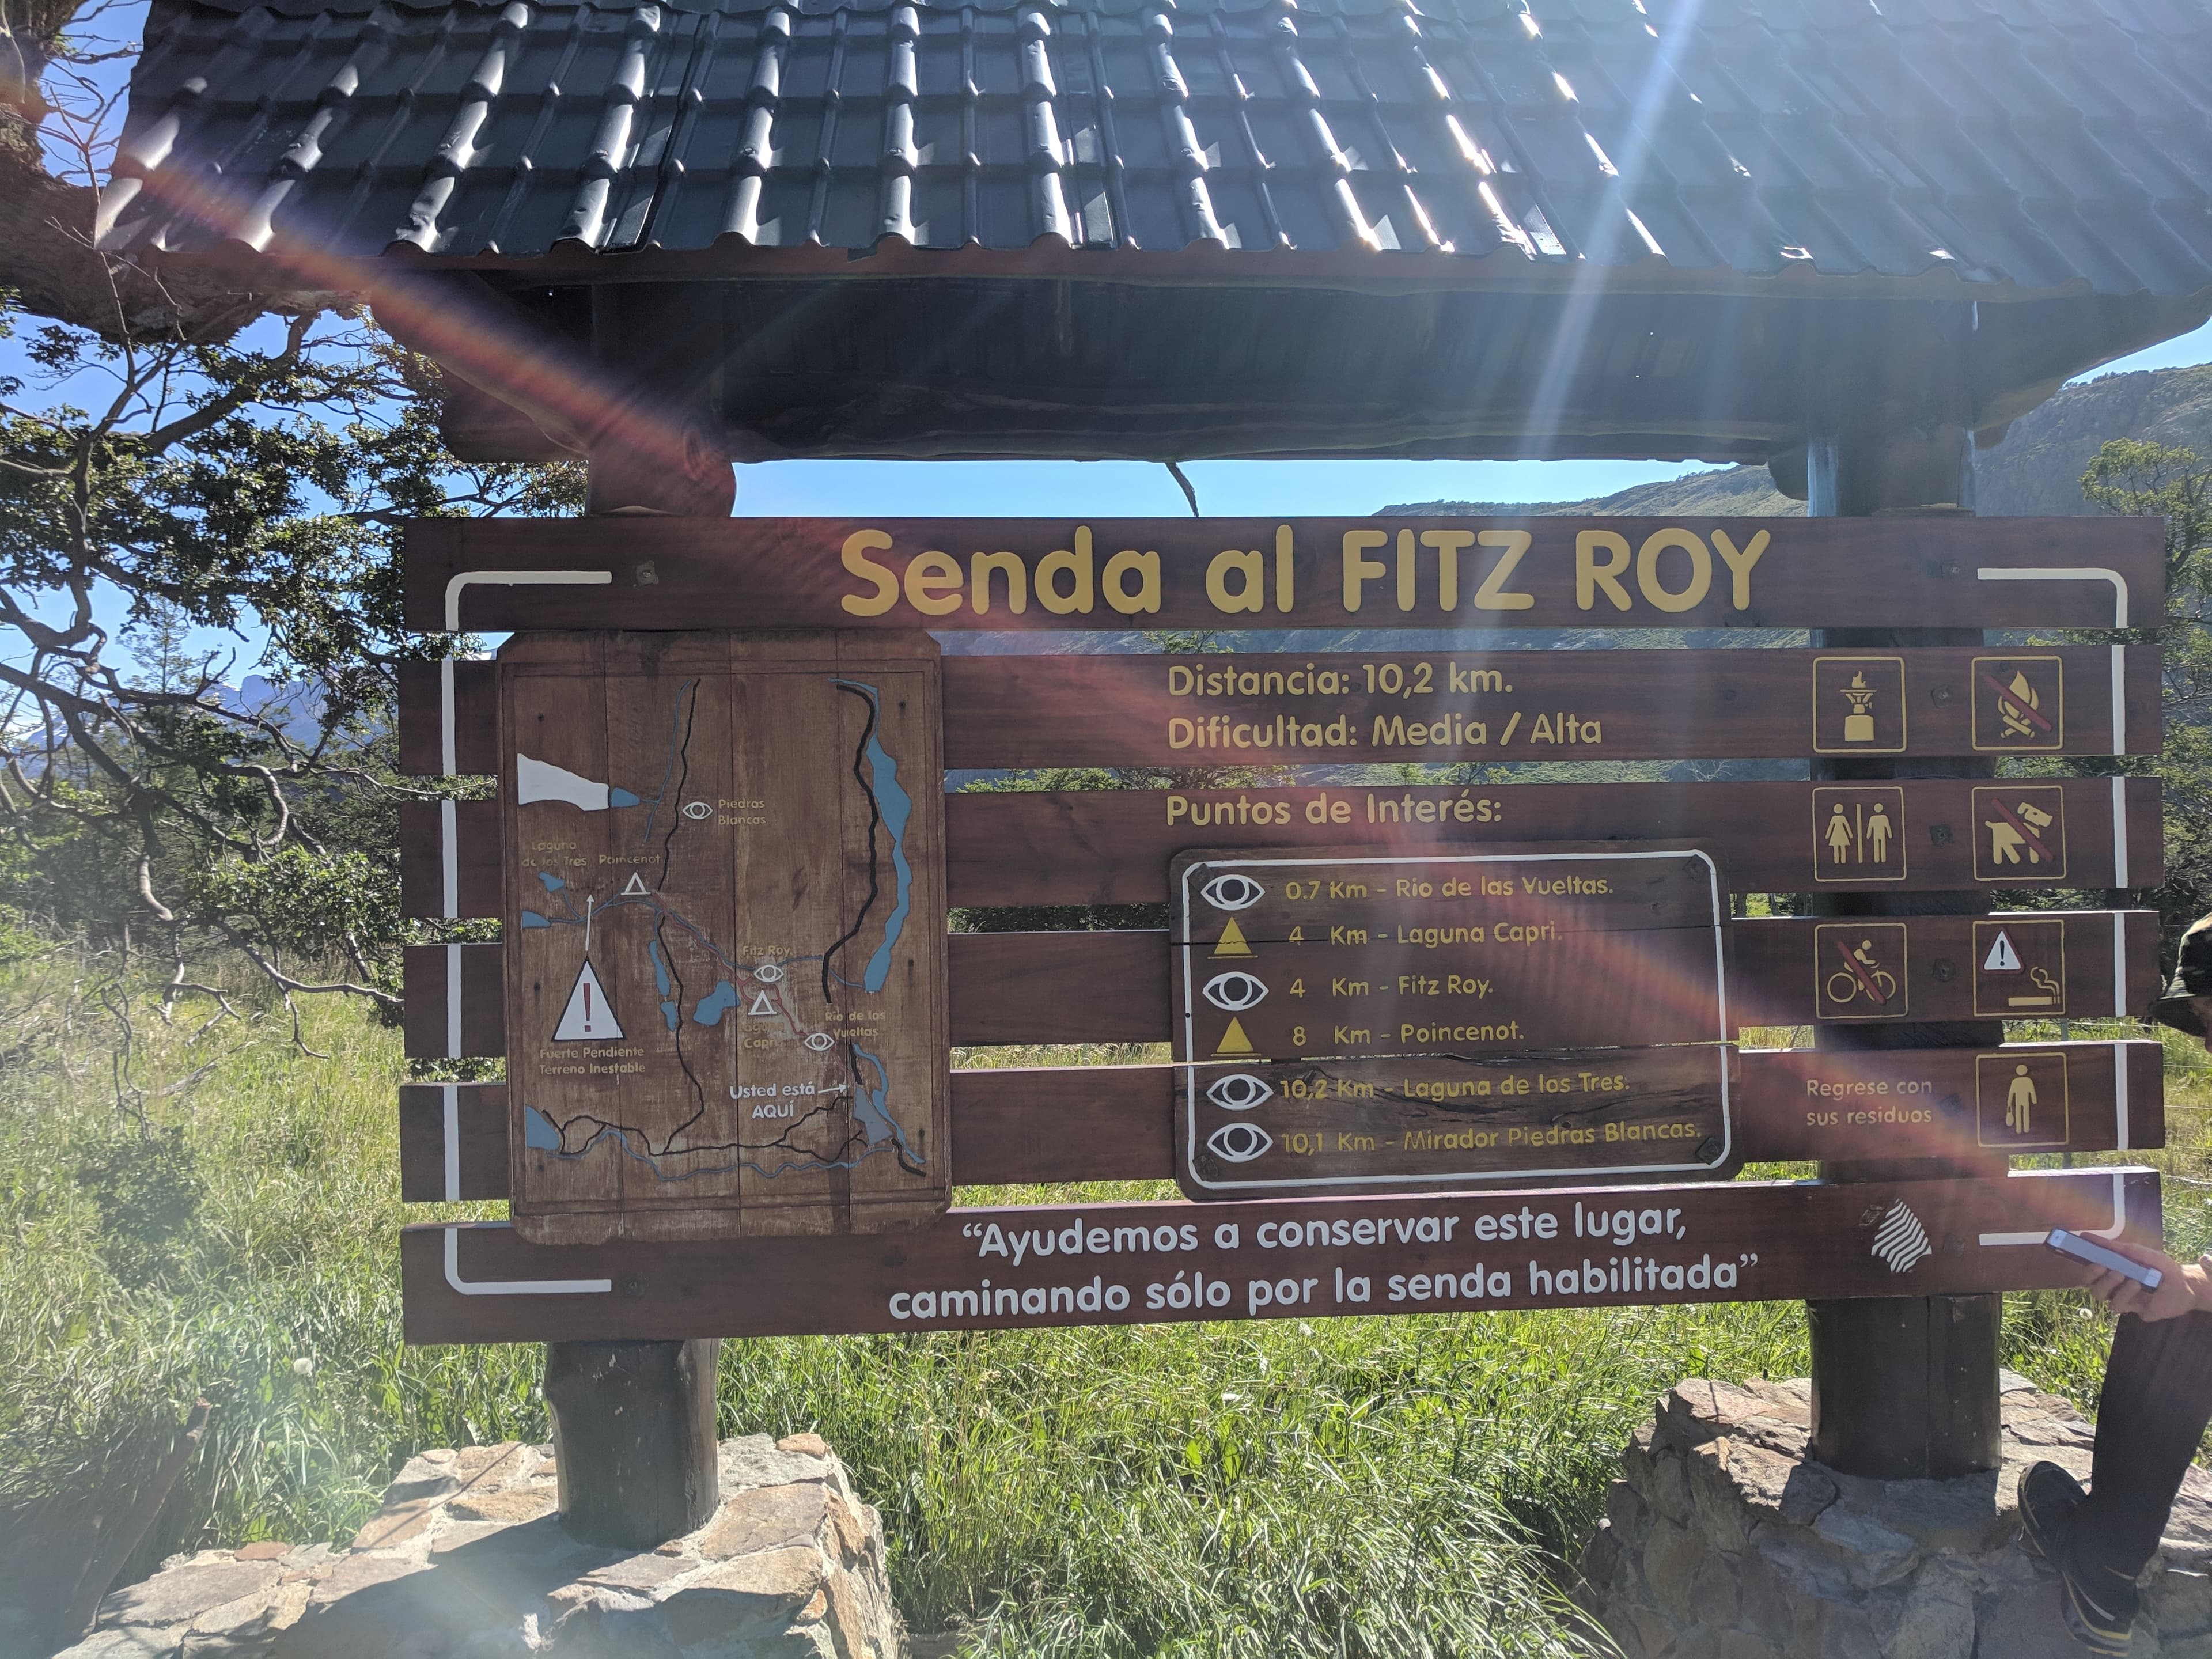 Senda al FITZ ROY
Distancia: 10,2 km.
Dificultad: Media / Alta
Puntos de Interés:
0.7 Km - Rio de las Vueltas.
4 Km - Laguna Capri.
4 Km - Fitz Roy.
8 Km - Poincenot.
10,2 Km - Laguna de los Tres.
10,1 Km - Mirador Piedras Blancas.
Piedras
Blancas
Laguna
de los Tres
Poincenot
Fitz Roy
Laguna
Capri
Rio de las
Vueltas
!
Fuerte Pendiente
Terreno Inestable
Usted está
AQUÍ
!
Regrese con
sus residuos
“Ayudemos a conservar este lugar,
caminando sólo por la senda habilitada”